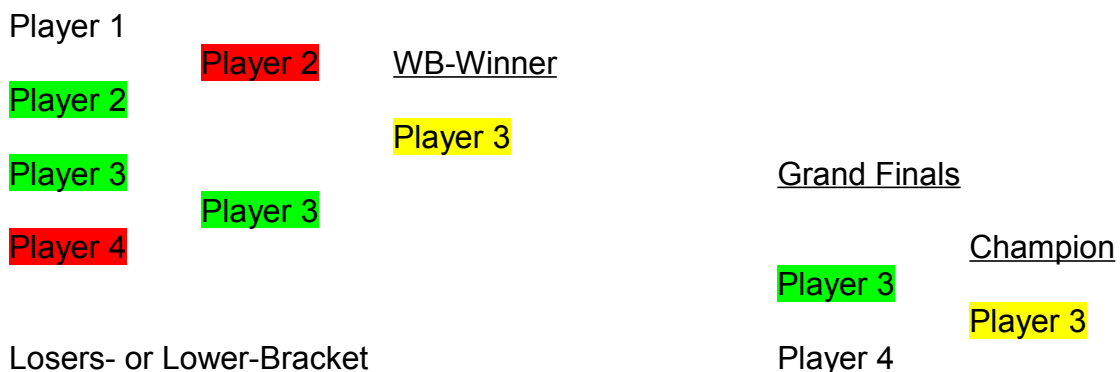 Player 1
Player 2 WB-Winner
Player 2
Player 3
Player 3 Grand Finals
Player 3
Player 4 Champion
Player 3
Player 3
Losers- or Lower-Bracket Player 4